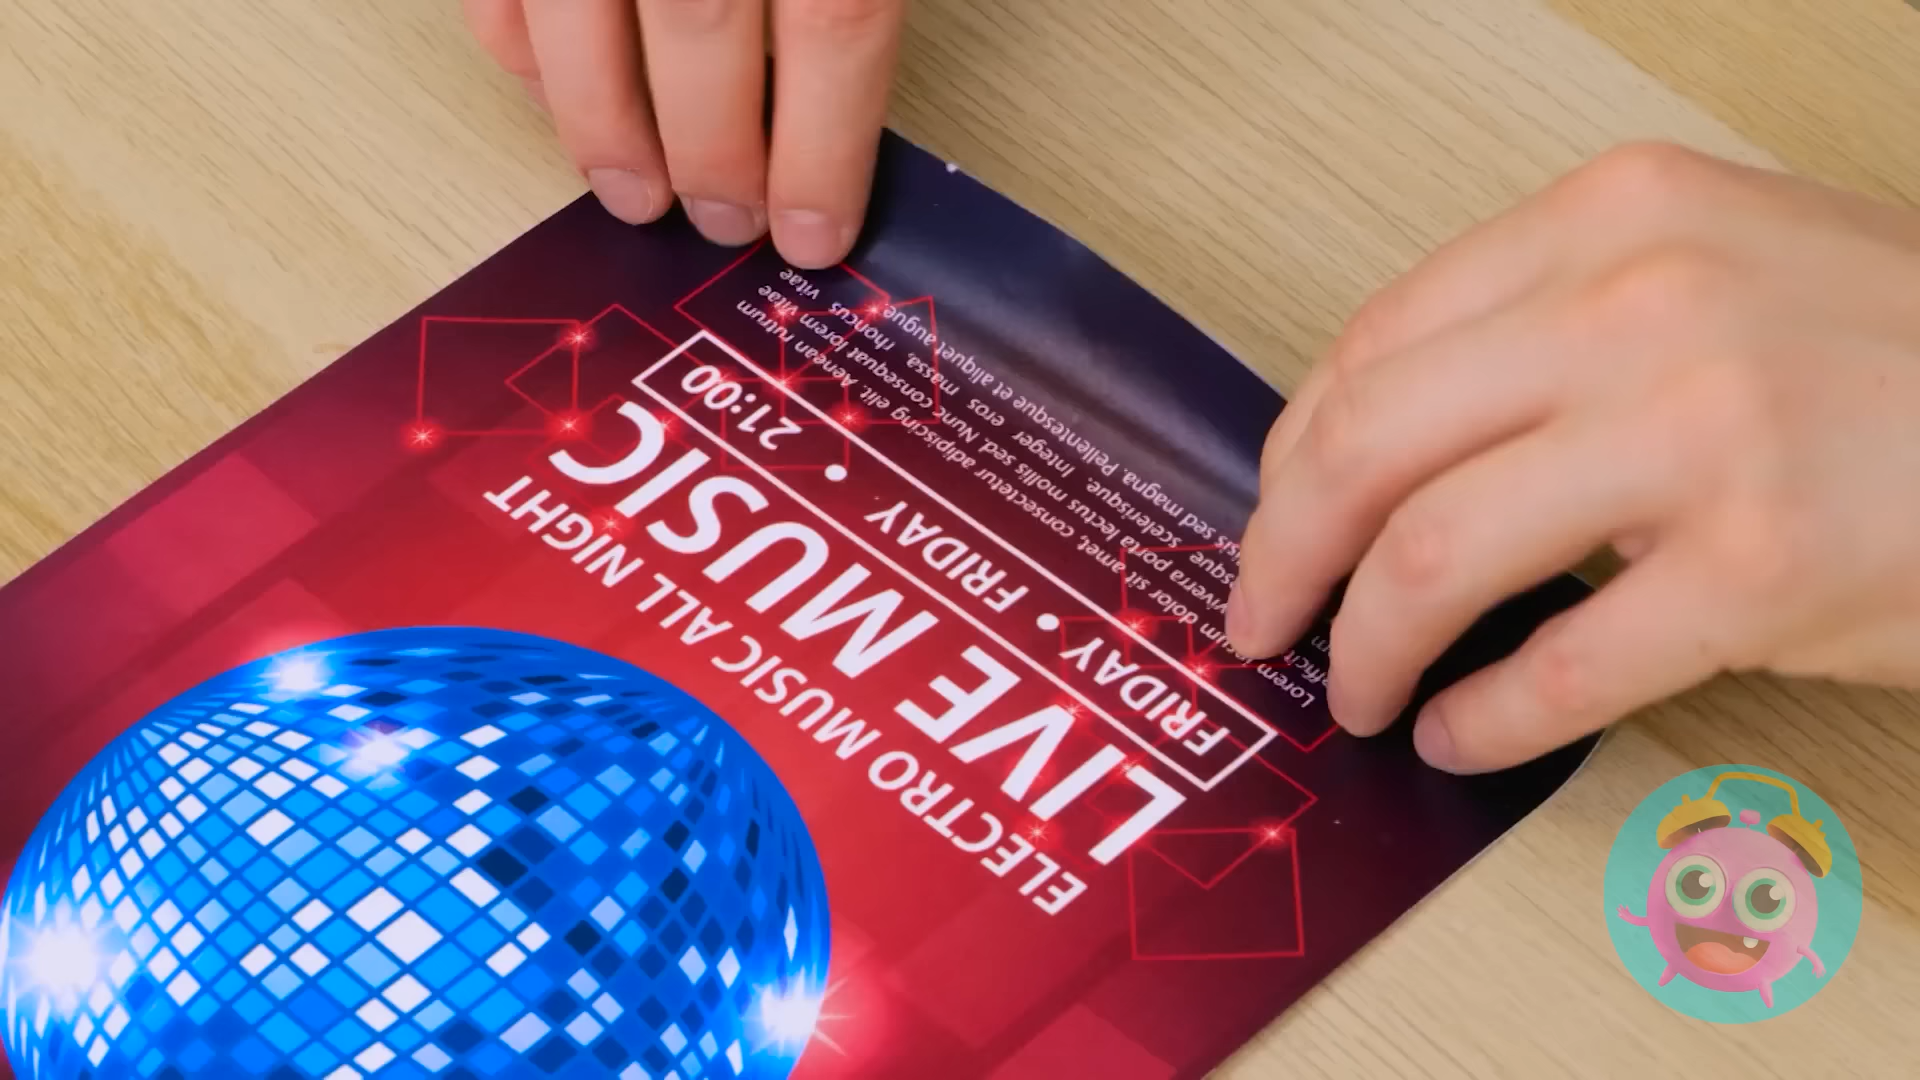 ELECTRO MUSIC ALL NIGHT
LIVE MUSIC
FRIDAY • FRIDAY • 21:00
Lorem ipsum dolor sit amet, consectetur adipiscing elit. Aenean rutrum
viverra porta lectus mollis sed. Nunc consequat lorem vitae
scelerisque. Integer eros massa, rhoncus vitae
sed magna. Pellentesque et aliquet augue.